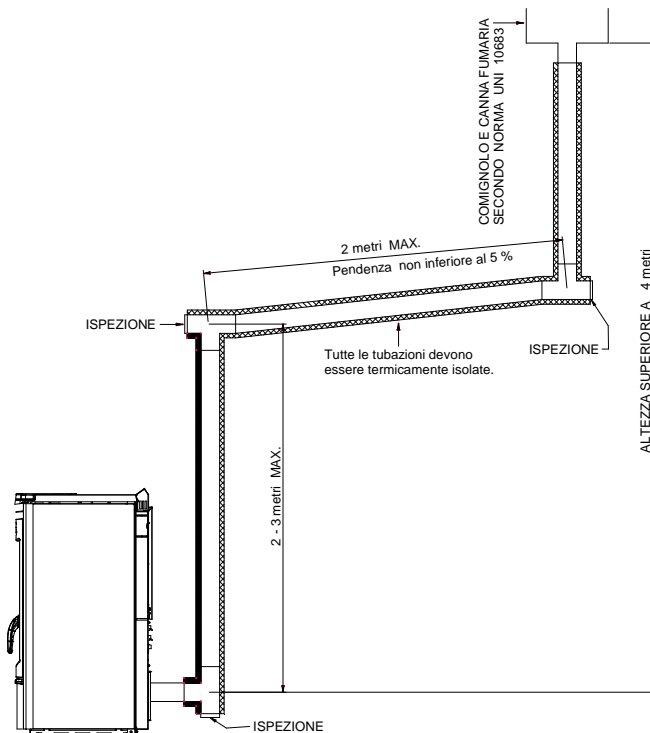 COMIGNOLO E CANNA FUMARIA
SECONDO NORMA UNI 10683
2 metri MAX.
Pendenza non inferiore al 5 %
ISPEZIONE
Tutte le tubazioni devono
essere termicamente isolate.
ISPEZIONE
ALTEZZA SUPERIORE A 4 metri
2 - 3 metri MAX.
ISPEZIONE